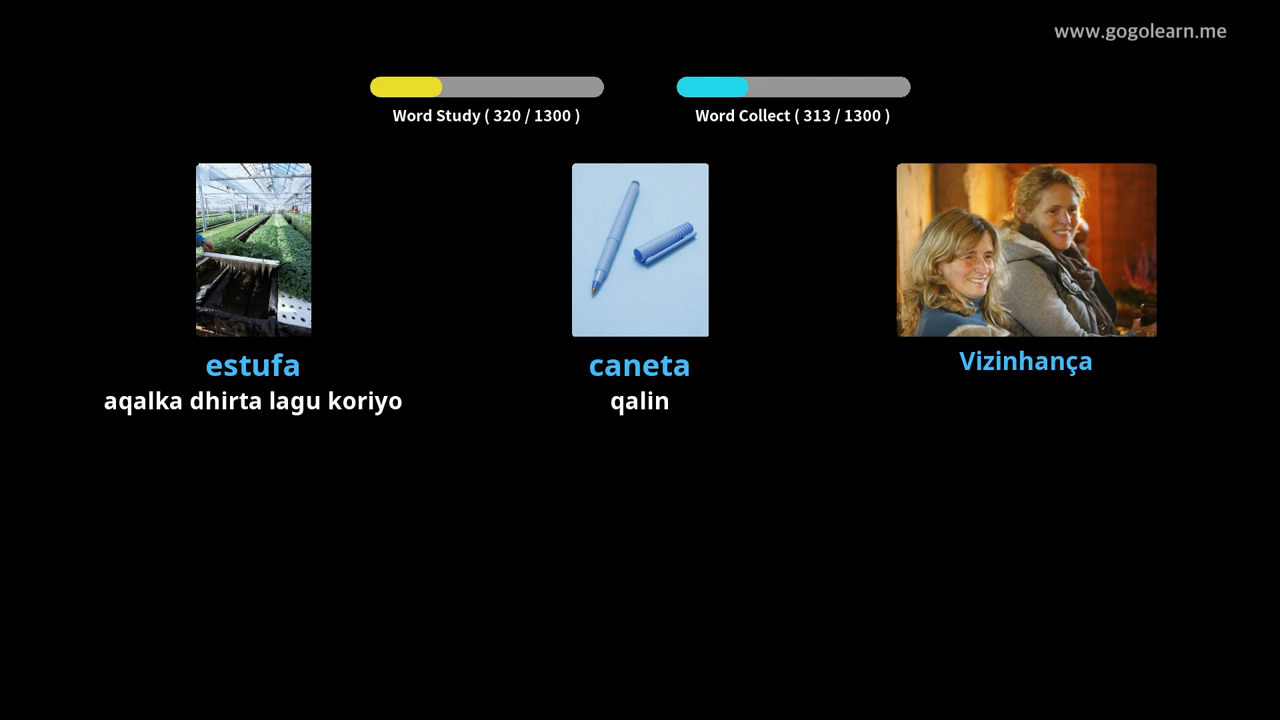 www.gogolearn.me
Word Study ( 320 / 1300 )
Word Collect ( 313 / 1300 )
estufa
aqalka dhirta lagu koriyo
caneta
qalin
Vizinhança